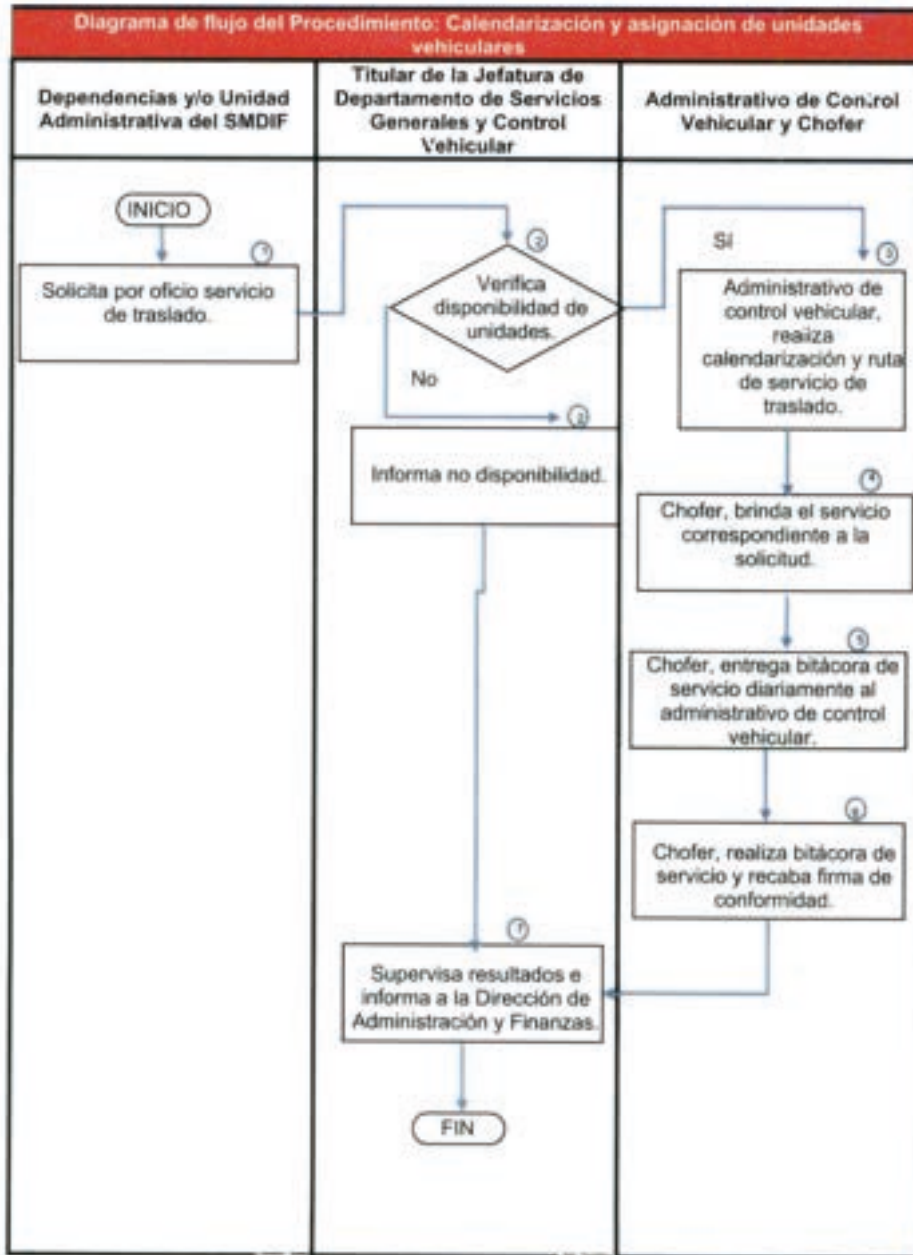 Diagrama de flujo del Procedimiento: Calendarización y asignación de unidades
vehiculares
Dependencias y/o Unidad
Administrativa del SMDIF
Titular de la Jefatura de
Departamento de Servicios
Generales y Control
Vehicular
Administrativo de Control
Vehicular y Chofer
INICIO
1
Solicita por oficio servicio
de traslado.
2
Verifica
disponibilidad de
unidades.
Sí
No
3
Administrativo de
control vehicular,
realiza
calendarización y ruta
de servicio de
traslado.
2
Informa no disponibilidad.
4
Chofer, brinda el servicio
correspondiente a la
solicitud.
5
Chofer, entrega bitácora de
servicio diariamente al
administrativo de control
vehicular.
6
Chofer, realiza bitácora de
servicio y recaba firma de
conformidad.
7
Supervisa resultados e
informa a la Dirección de
Administración y Finanzas.
FIN